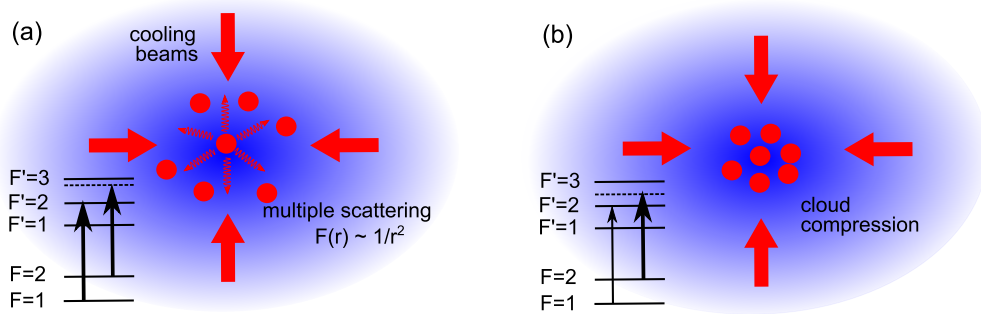 (a)
cooling
beams
F'=3
F'=2
F'=1
F=2
F=1
multiple scattering
F(r) ~ 1/r²
(b)
F'=3
F'=2
F'=1
F=2
F=1
cloud
compression